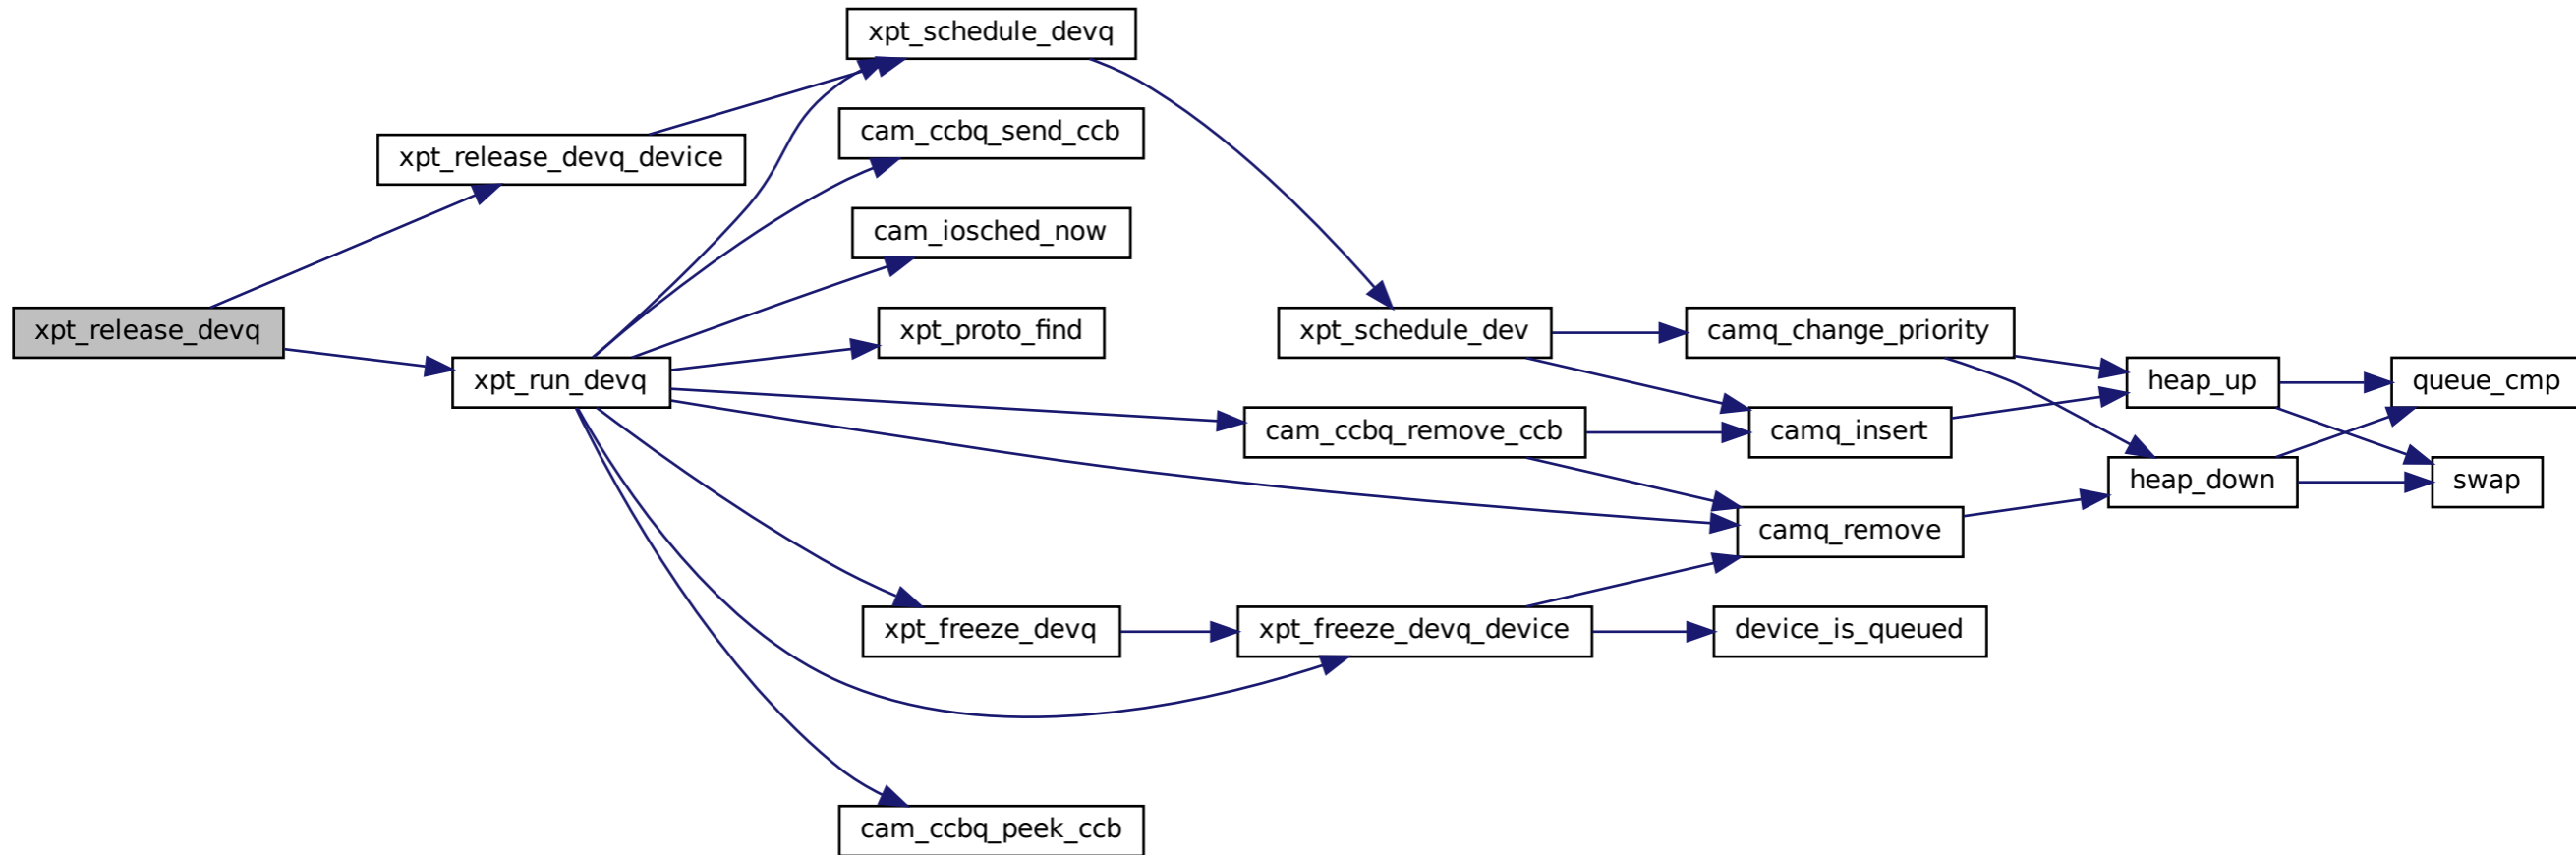 xpt_schedule_devq
cam_ccbq_send_ccb
xpt_release_devq_device
cam_iosched_now
xpt_release_devq
xpt_proto_find
xpt_schedule_dev
camq_change_priority
xpt_run_devq
heap_up
queue_cmp
cam_ccbq_remove_ccb
camq_insert
heap_down
swap
camq_remove
xpt_freeze_devq
xpt_freeze_devq_device
device_is_queued
cam_ccbq_peek_ccb